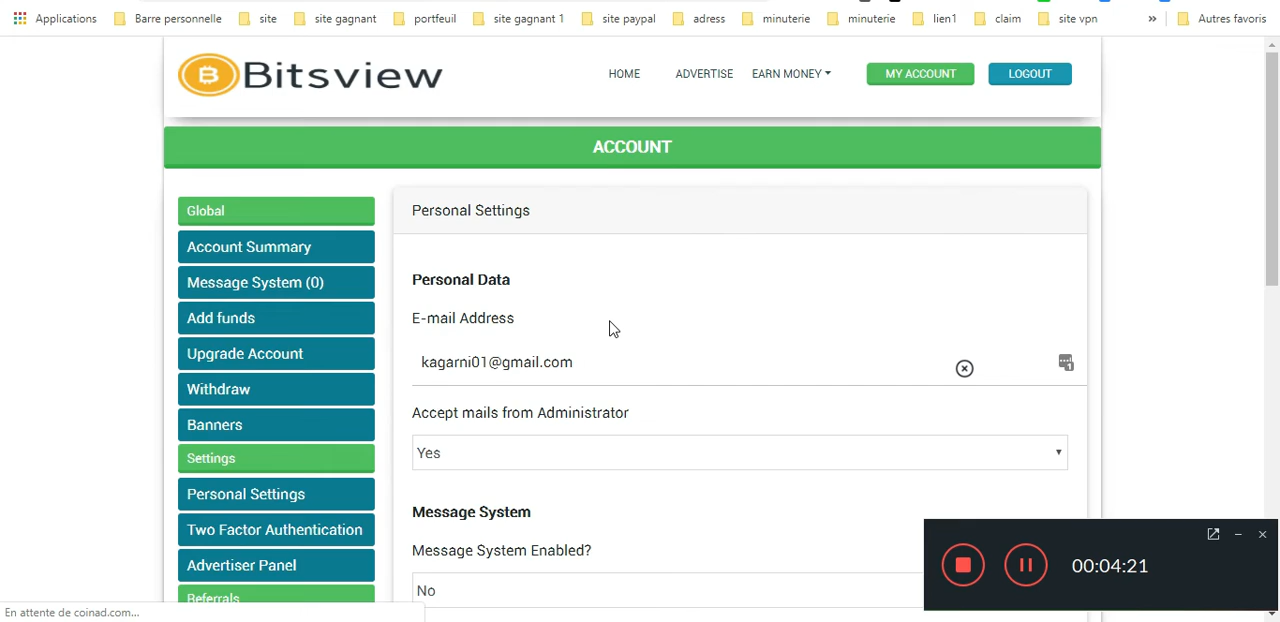 Applications Barre personnelle site site gagnant portfeuil site gagnant 1 site paypal adress minuterie minuterie lien1 claim site vpn » Autres favoris
Bitsview
HOME ADVERTISE EARN MONEY MY ACCOUNT LOGOUT
ACCOUNT
Global
Account Summary
Message System (0)
Add funds
Upgrade Account
Withdraw
Banners
Settings
Personal Settings
Two Factor Authentication
Advertiser Panel
Referrals
Personal Settings
Personal Data
E-mail Address
kagarni01@gmail.com
Accept mails from Administrator
Yes
Message System
Message System Enabled?
No
00:04:21
En attente de coinad.com...